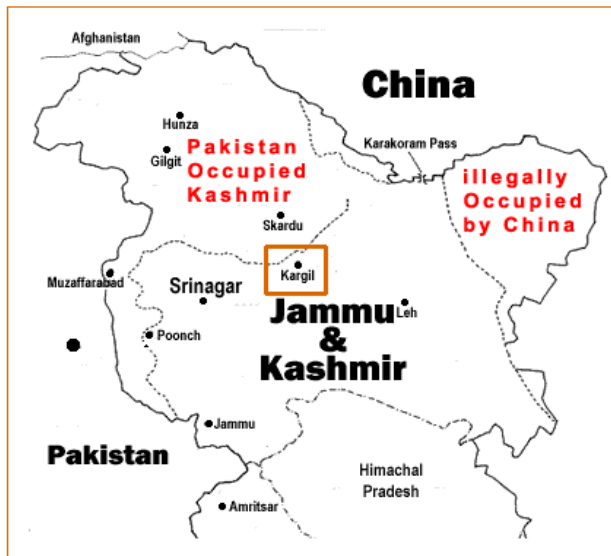 Afghanistan
China
Hunza
Gilgit
Pakistan
Occupied
Kashmir
Karakoram Pass
illegally
Occupied
by China
Skardu
Kargil
Muzaffarabad
Srinagar
Leh
Jammu
&
Kashmir
Poonch
Jammu
Pakistan
Himachal
Pradesh
Amritsar